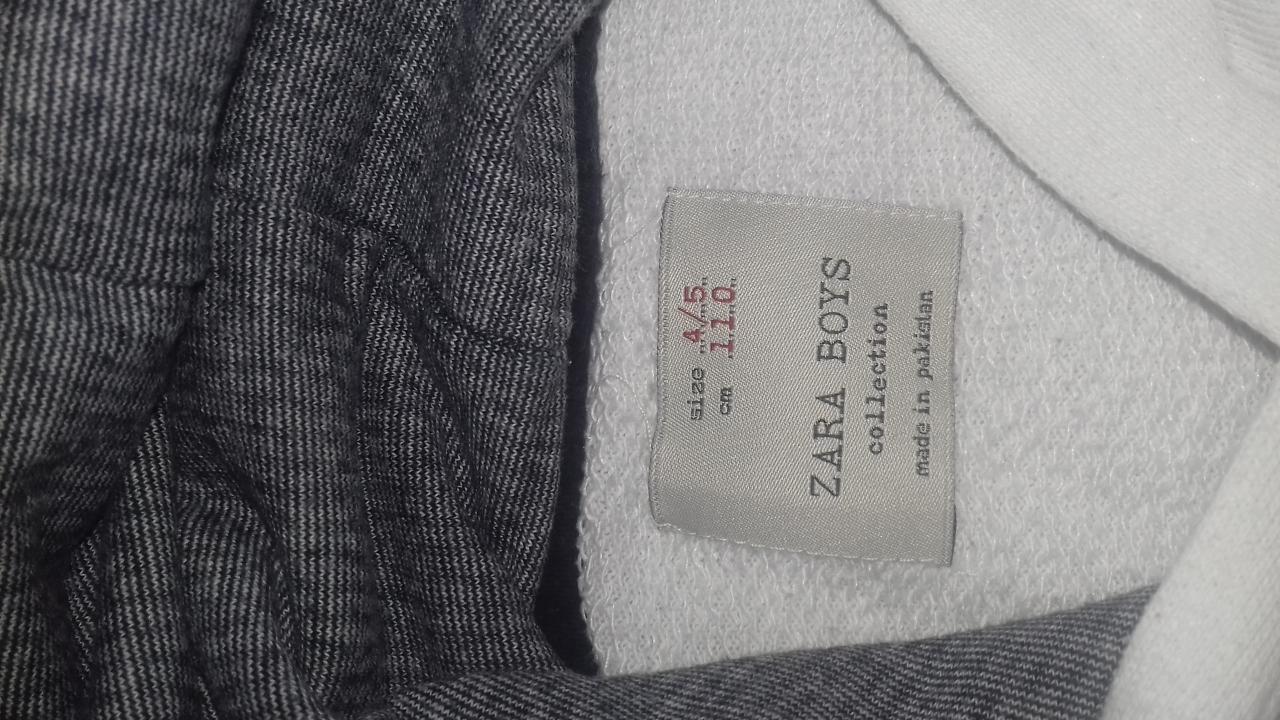 size 4/5
cm 110
ZARA BOYS
collection
made in pakistan